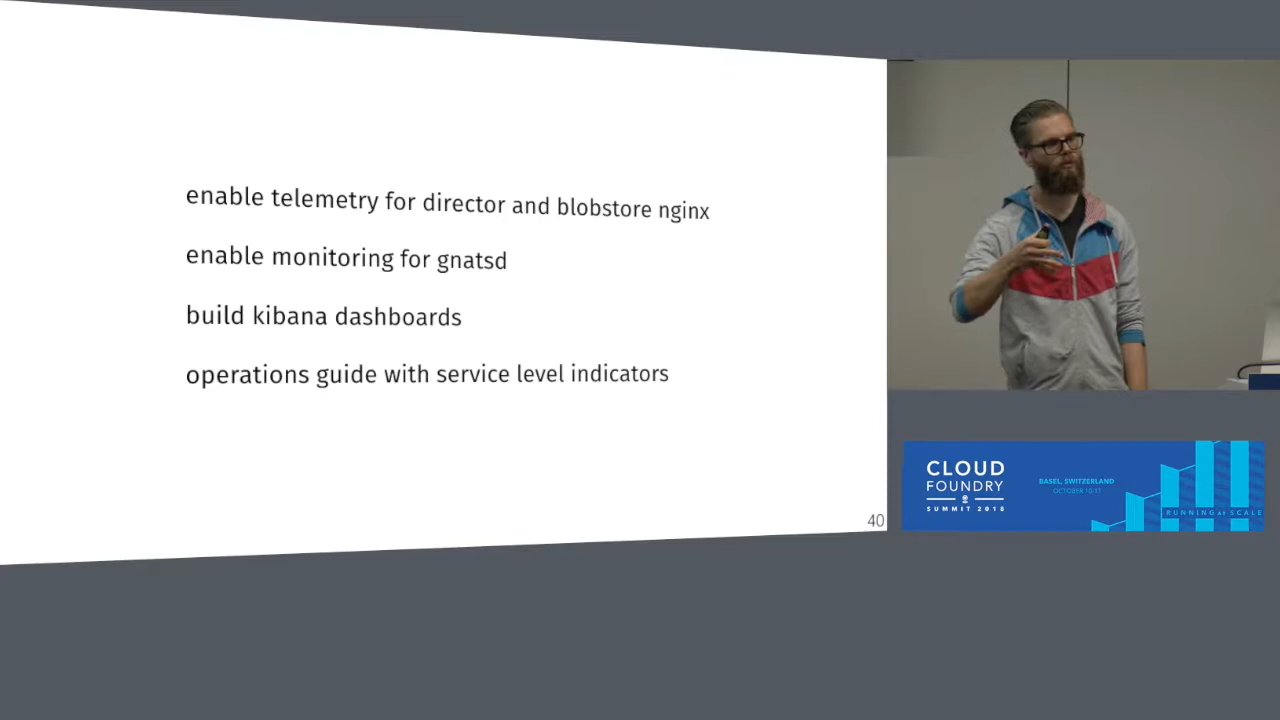 enable telemetry for director and blobstore nginx
enable monitoring for gnatsd
build kibana dashboards
operations guide with service level indicators
40
CLOUD
FOUNDRY
SUMMIT 2018
BASEL, SWITZERLAND
OCTOBER 10-11
RUNNING AT SCALE